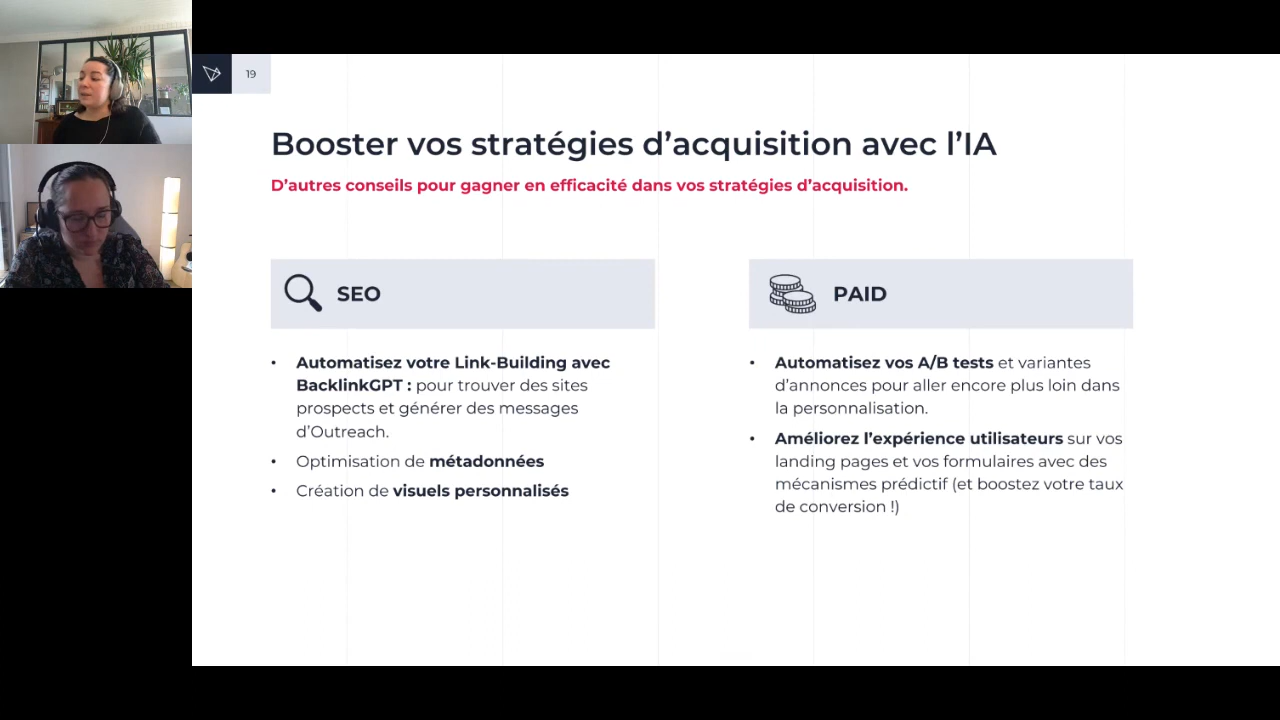 19
Booster vos stratégies d’acquisition avec l’IA
D’autres conseils pour gagner en efficacité dans vos stratégies d’acquisition.
SEO
• Automatisez votre Link-Building avec
BacklinkGPT : pour trouver des sites
prospects et générer des messages
d’Outreach.
• Optimisation de métadonnées
• Création de visuels personnalisés
PAID
• Automatisez vos A/B tests et variantes
d’annonces pour aller encore plus loin dans
la personnalisation.
• Améliorez l’expérience utilisateurs sur vos
landing pages et vos formulaires avec des
mécanismes prédictif (et boostez votre taux
de conversion !)